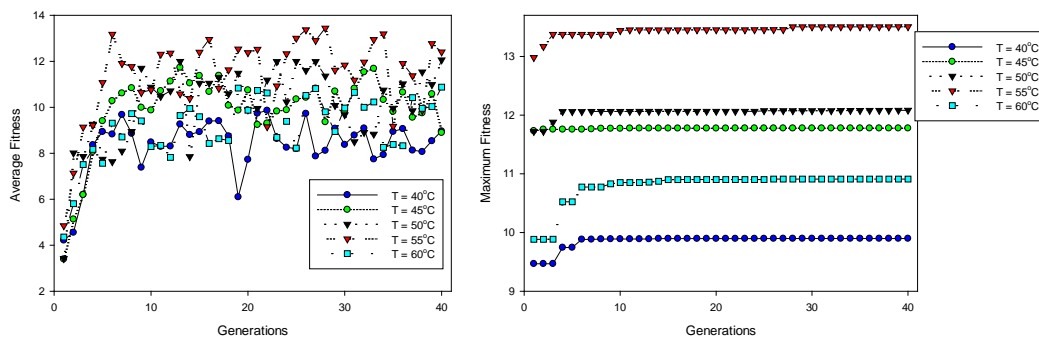 Average Fitness
14
12
10
8
6
4
2
0 10 20 30 40
Generations
T = 40°C
T = 45°C
T = 50°C
T = 55°C
T = 60°C
Maximum Fitness
13
12
11
10
9
0 10 20 30 40
Generations
T = 40°C
T = 45°C
T = 50°C
T = 55°C
T = 60°C